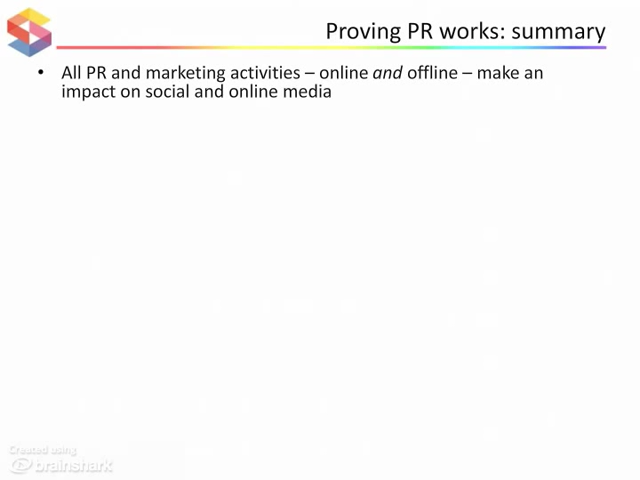 Proving PR works: summary
• All PR and marketing activities – online and offline – make an
impact on social and online media
Created using
brainshark